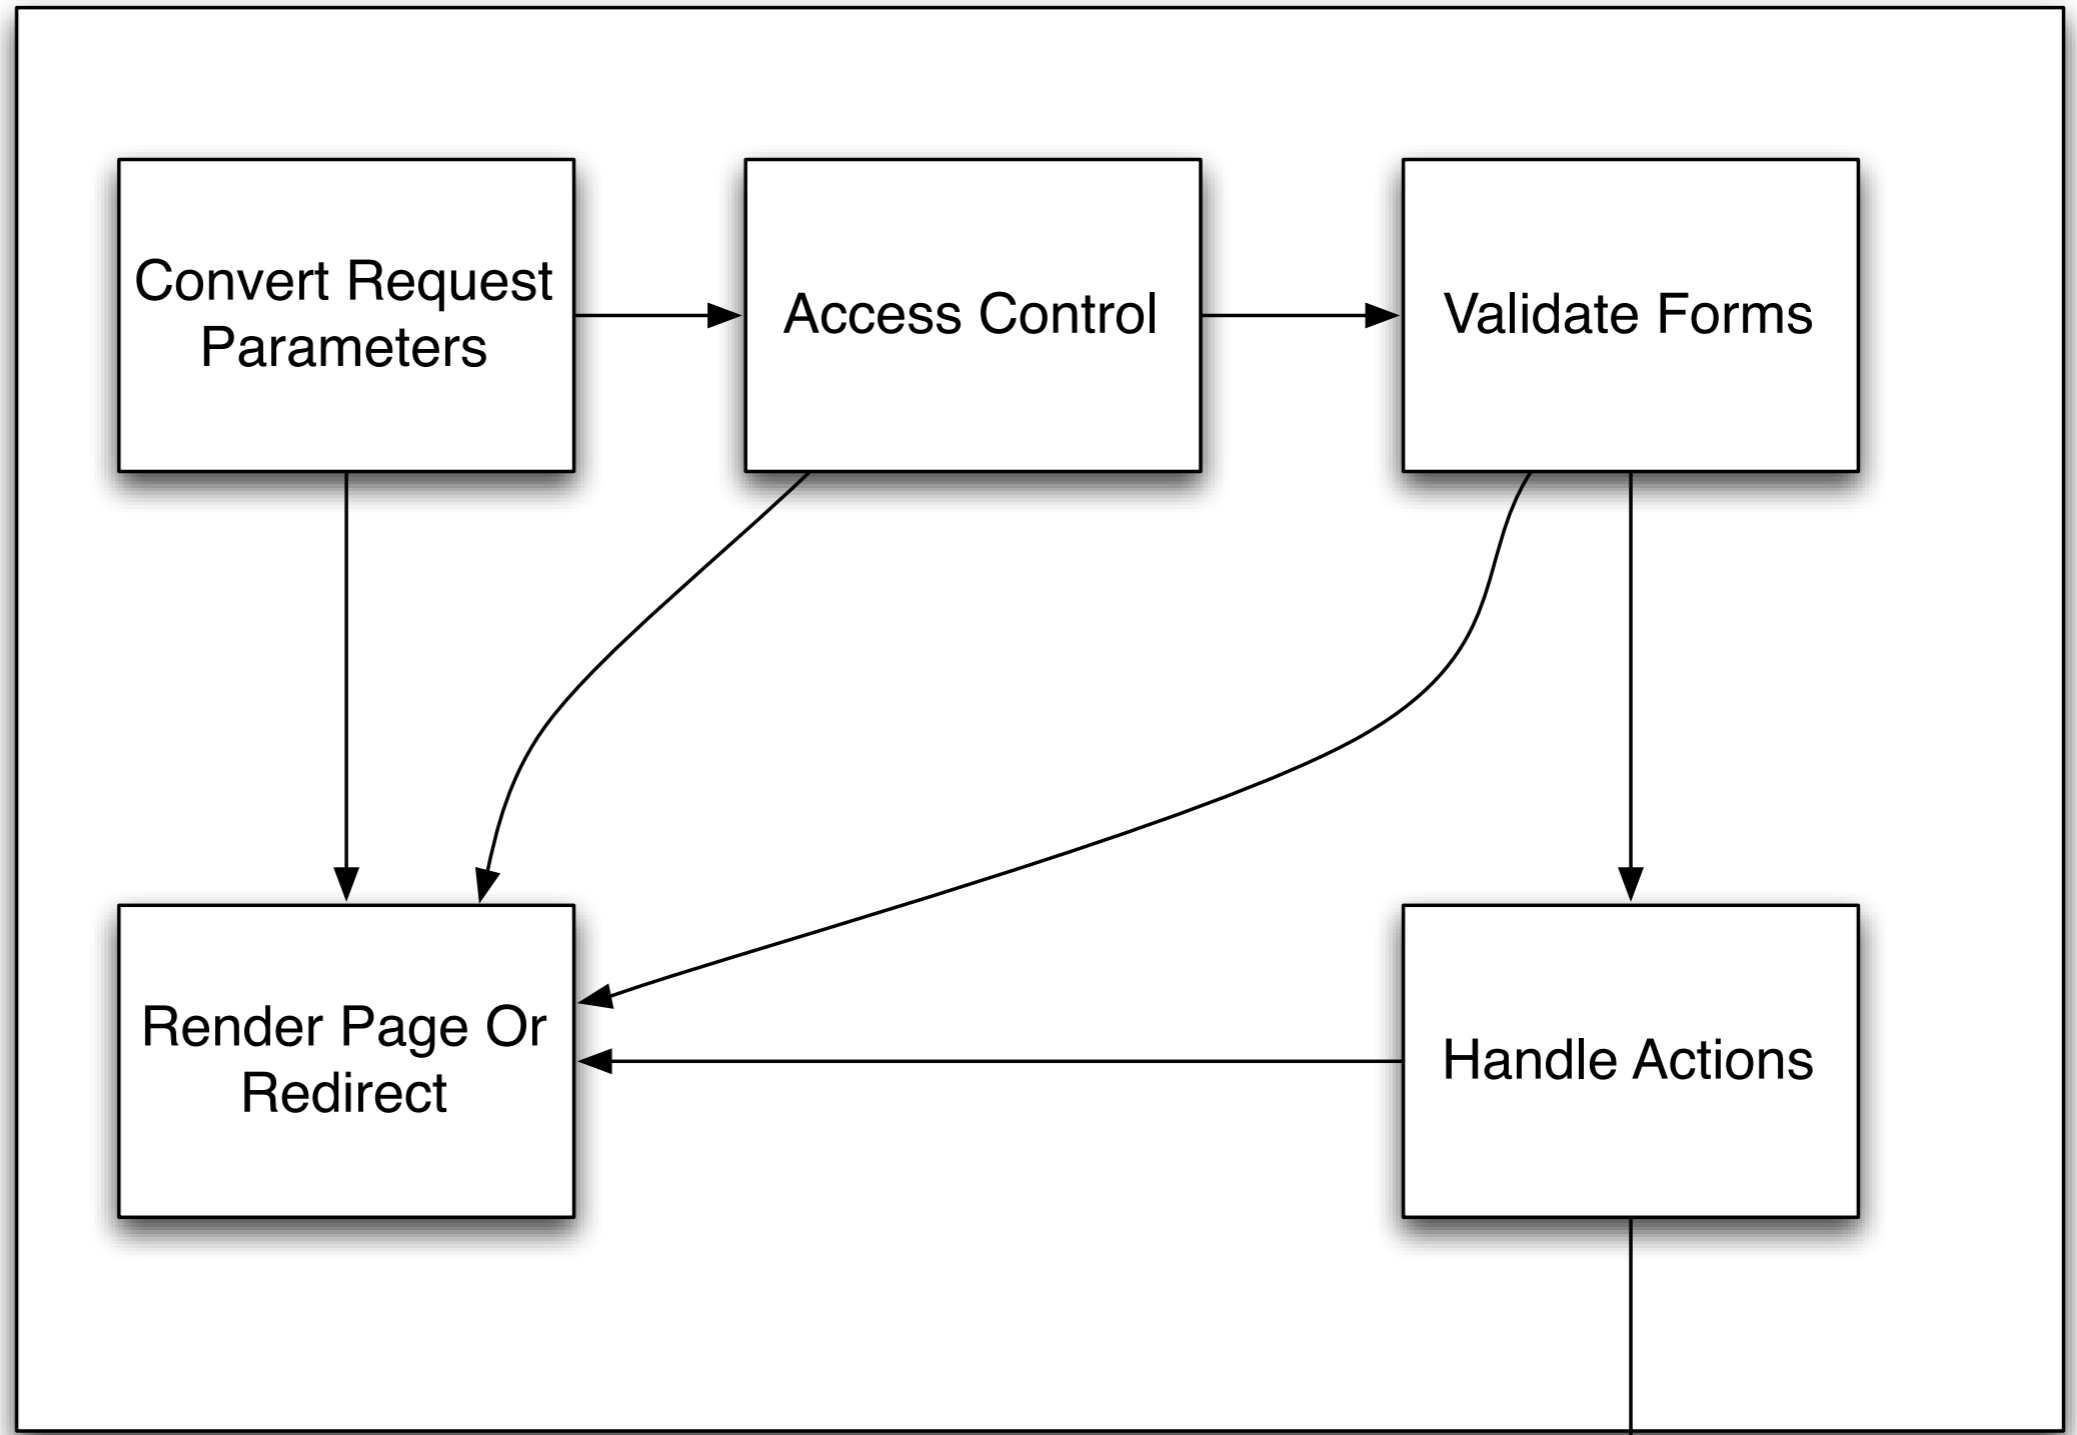 Convert Request
Parameters
Access Control
Validate Forms
Render Page Or
Redirect
Handle Actions